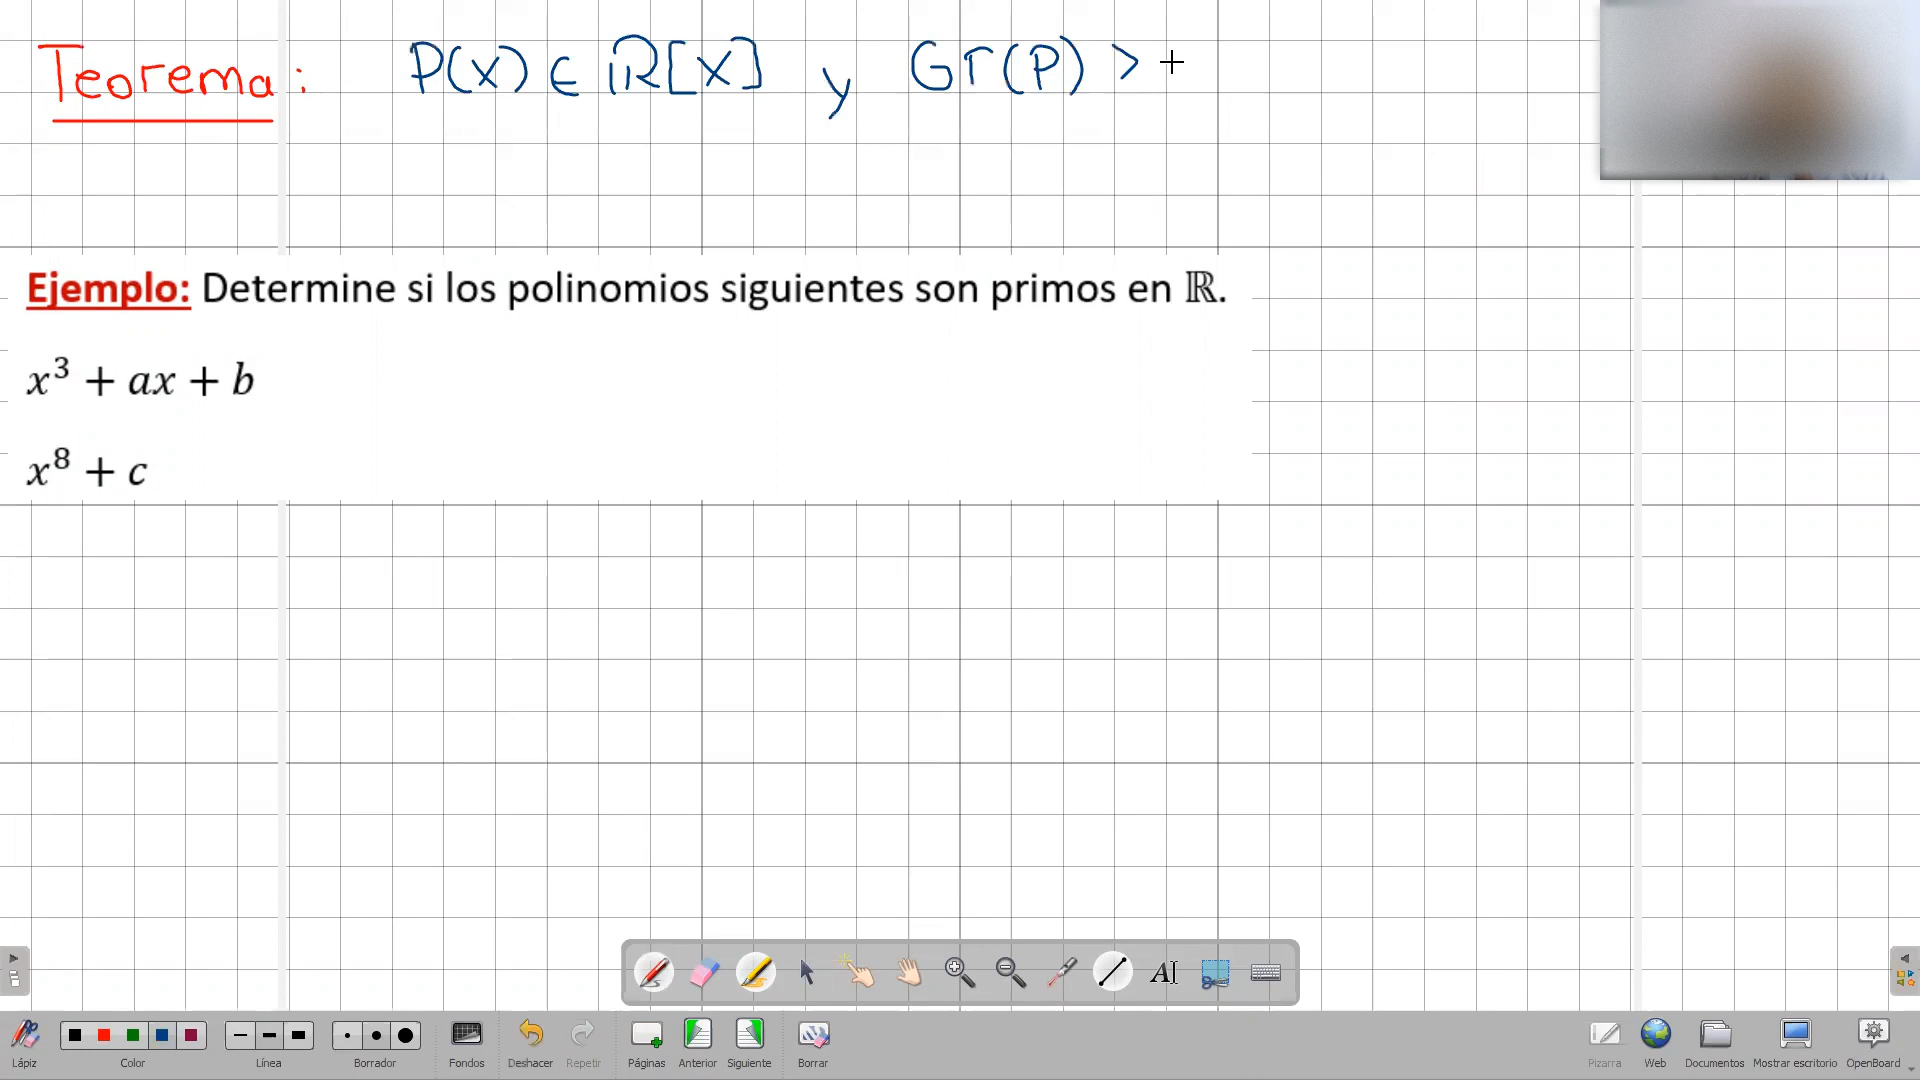 Teorema: P(x) ∈ ℝ[x] y Gr(P) >
Ejemplo: Determine si los polinomios siguientes son primos en ℝ.
x³ + ax + b
x⁸ + c
Lápiz Color Línea Borrador Fondos Deshacer Repetir Páginas Anterior Siguiente Borrar Pizarra Web Documentos Mostrar escritorio OpenBoard